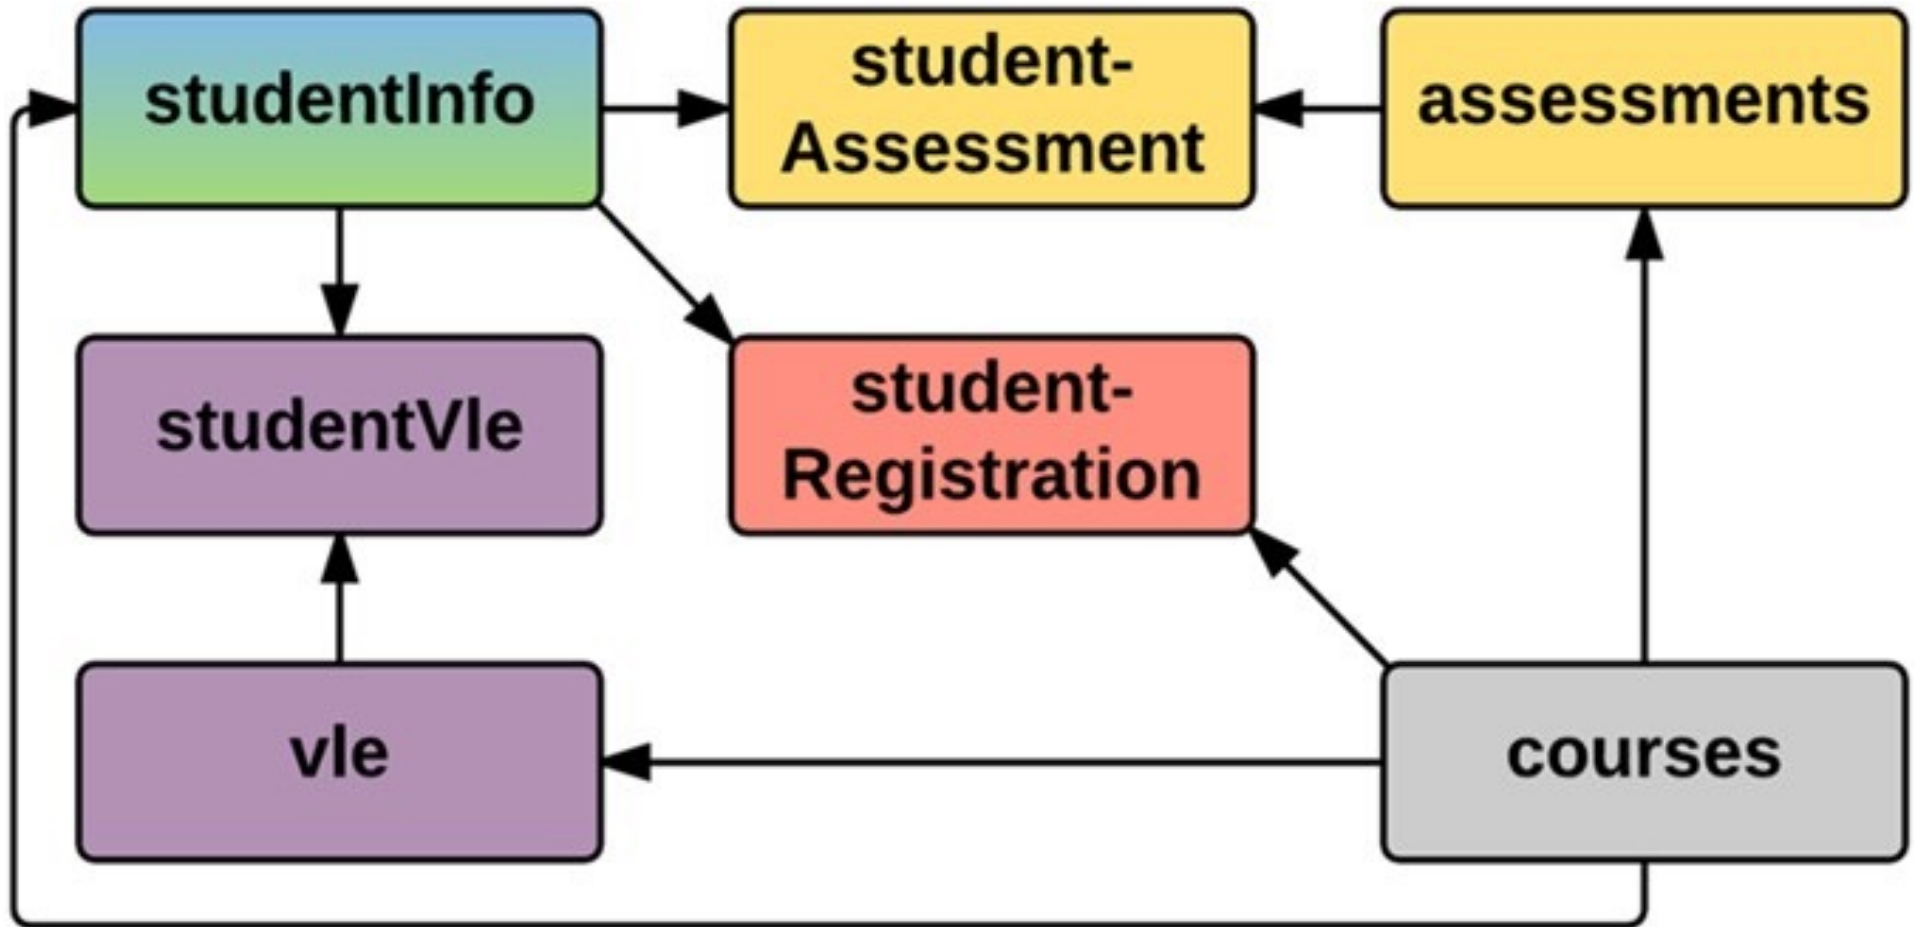 studentInfo
student-
Assessment
assessments
studentVle
student-
Registration
vle
courses